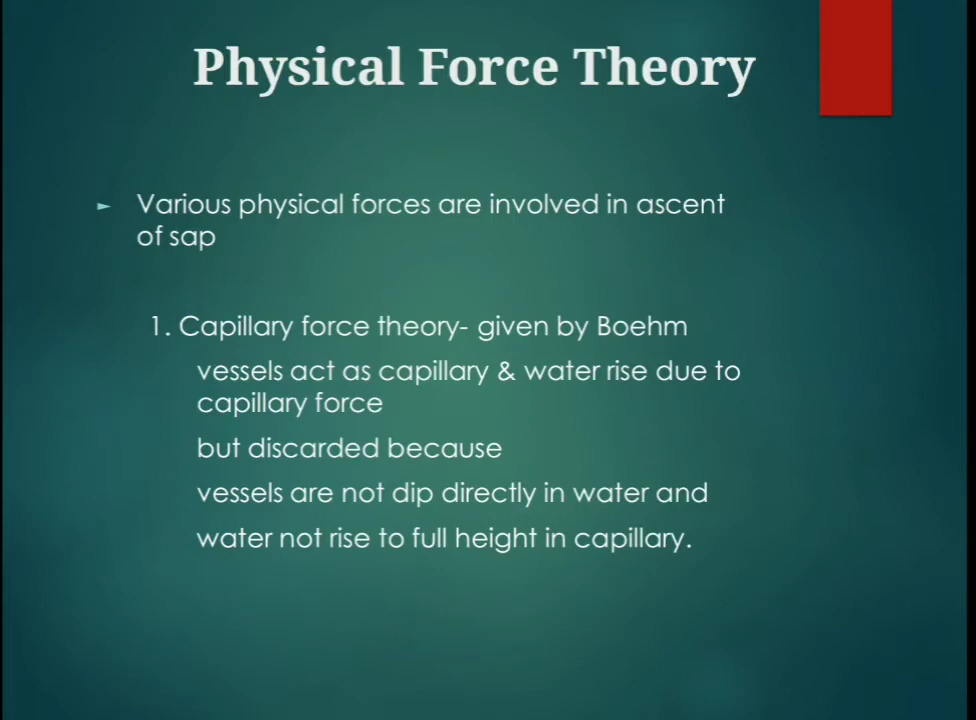 Physical Force Theory
► Various physical forces are involved in ascent
of sap
1. Capillary force theory- given by Boehm
vessels act as capillary & water rise due to
capillary force
but discarded because
vessels are not dip directly in water and
water not rise to full height in capillary.